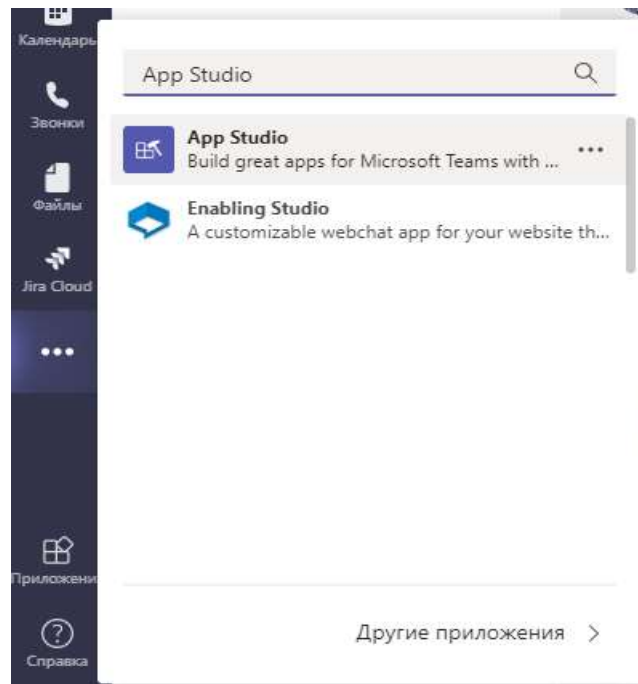 Календарь
Звонки
Файлы
Jira Cloud
Приложени
Справка
App Studio
App Studio
Build great apps for Microsoft Teams with ...
Enabling Studio
A customizable webchat app for your website th...
Другие приложения